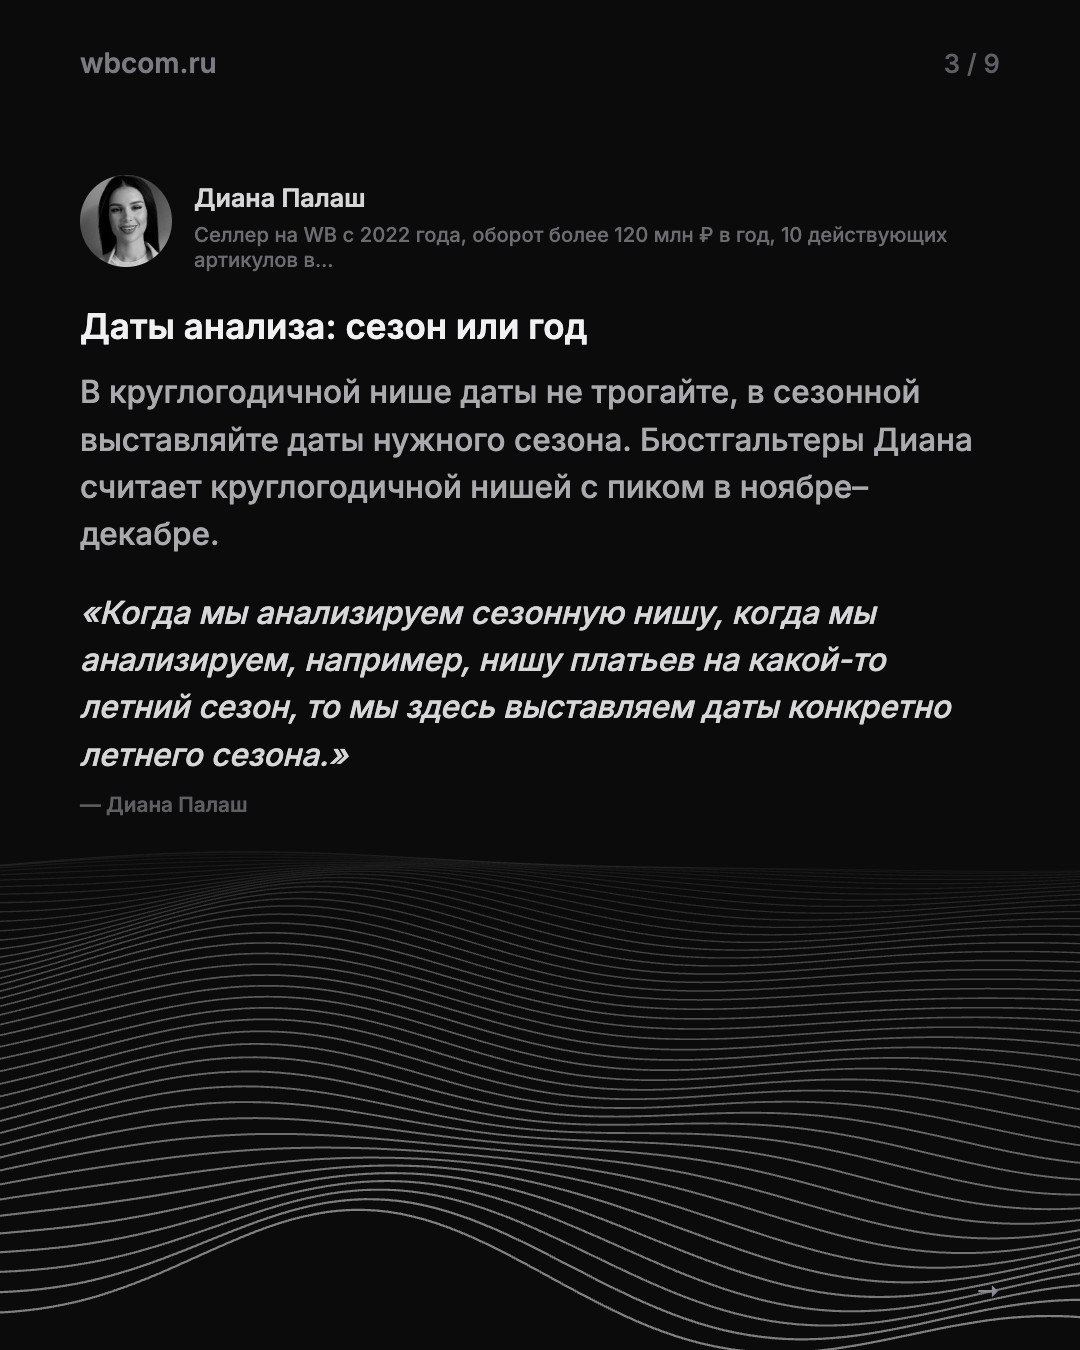 wbcom.ru
3 / 9
Диана Палаш
Селлер на WB с 2022 года, оборот более 120 млн ₽ в год, 10 действующих
артикулов в...
Даты анализа: сезон или год
В круглогодичной нише даты не трогайте, в сезонной
выставляйте даты нужного сезона. Бюстгальтеры Диана
считает круглогодичной нишей с пиком в ноябре–
декабре.
«Когда мы анализируем сезонную нишу, когда мы
анализируем, например, нишу платьев на какой-то
летний сезон, то мы здесь выставляем даты конкретно
летнего сезона.»
— Диана Палаш
→